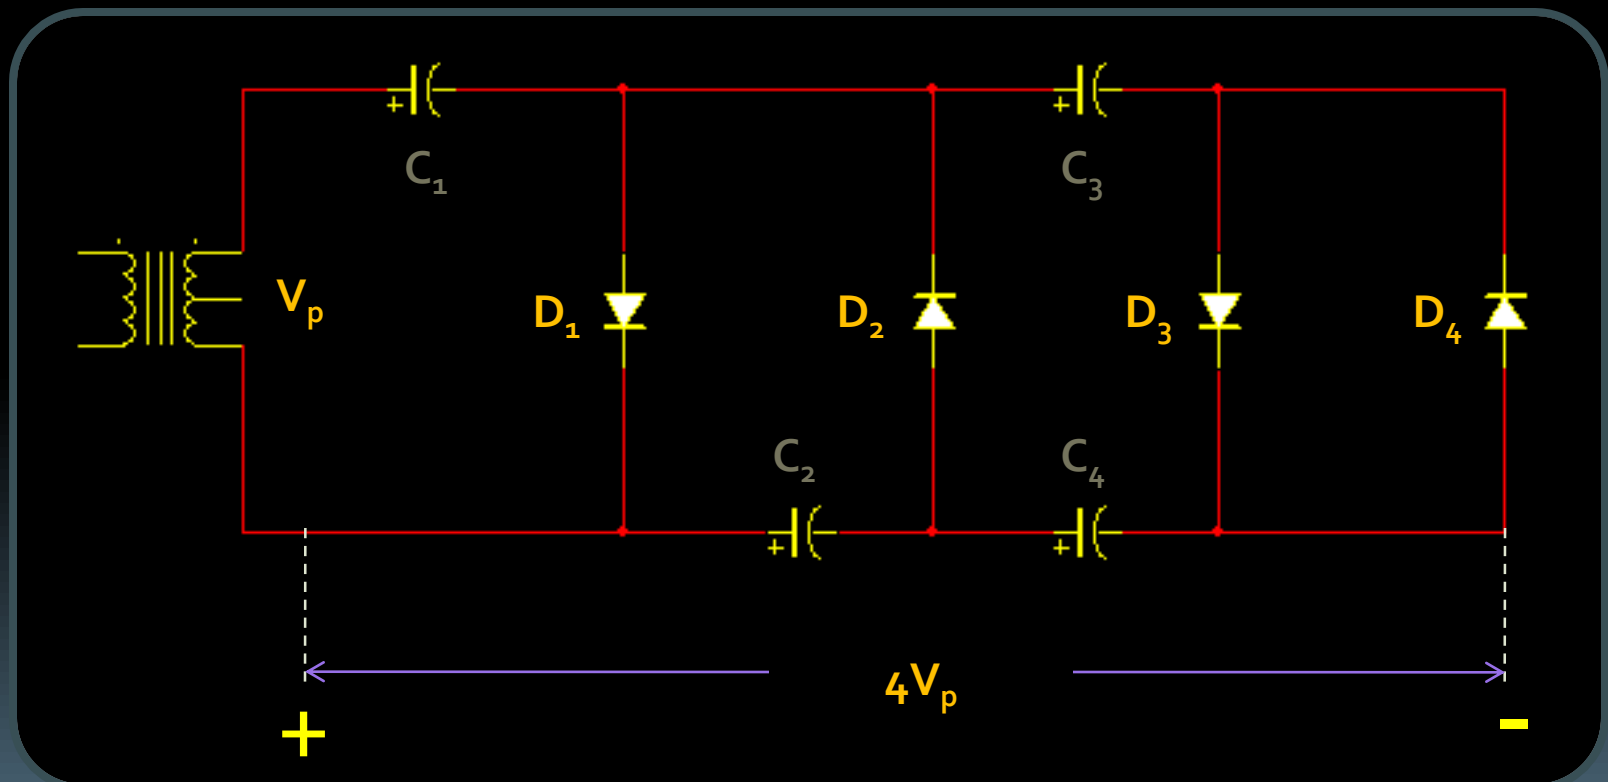 +
C₁
+
C₃
Vₚ
D₁
D₂
D₃
D₄
C₂
C₄
+
+
4Vₚ
+
-